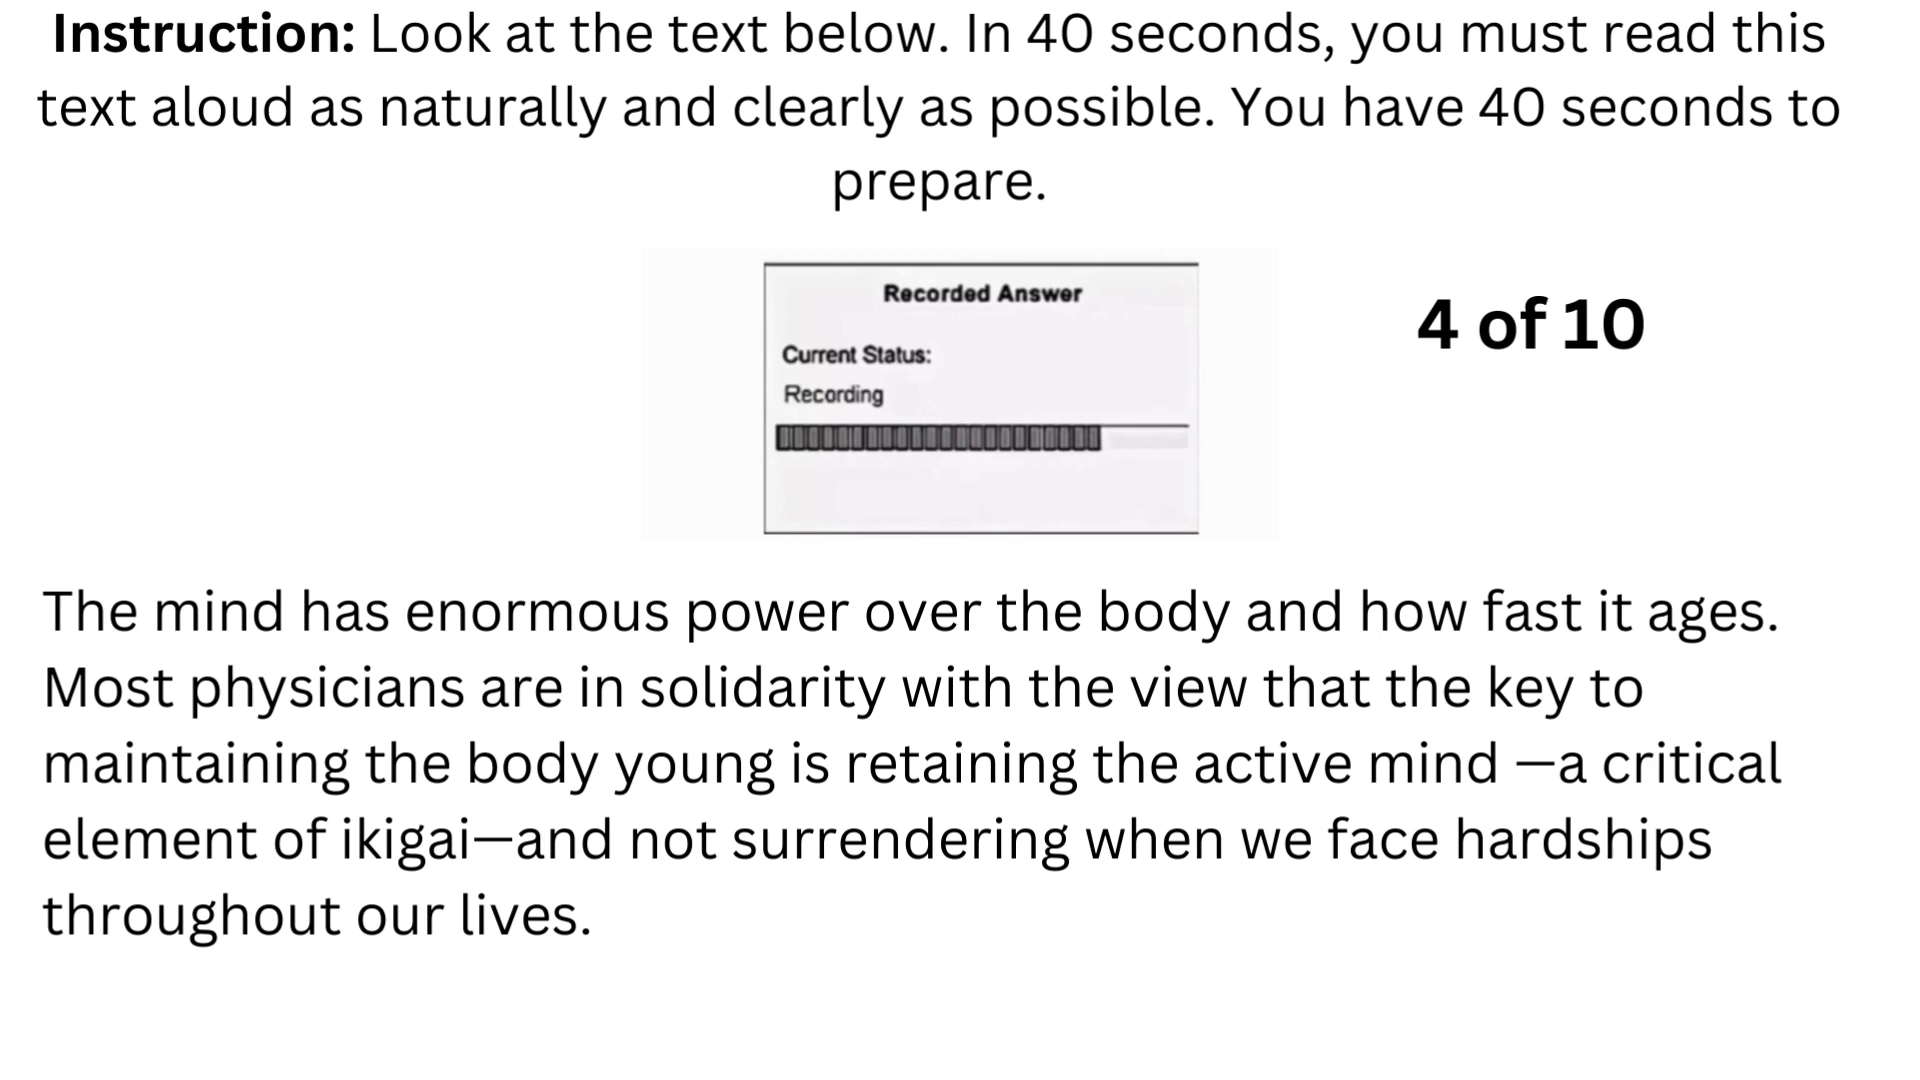 Instruction: Look at the text below. In 40 seconds, you must read this
text aloud as naturally and clearly as possible. You have 40 seconds to
prepare.
Recorded Answer
4 of 10
Current Status:
Recording
The mind has enormous power over the body and how fast it ages.
Most physicians are in solidarity with the view that the key to
maintaining the body young is retaining the active mind —a critical
element of ikigai—and not surrendering when we face hardships
throughout our lives.